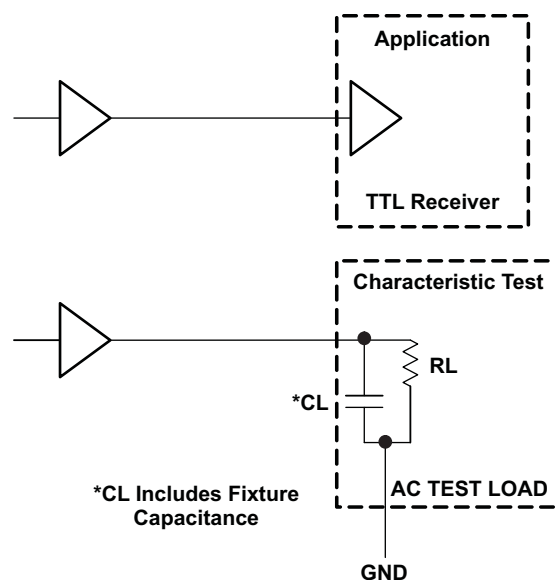 Application
TTL Receiver
Characteristic Test
RL
*CL
*CL Includes Fixture
Capacitance
AC TEST LOAD
GND